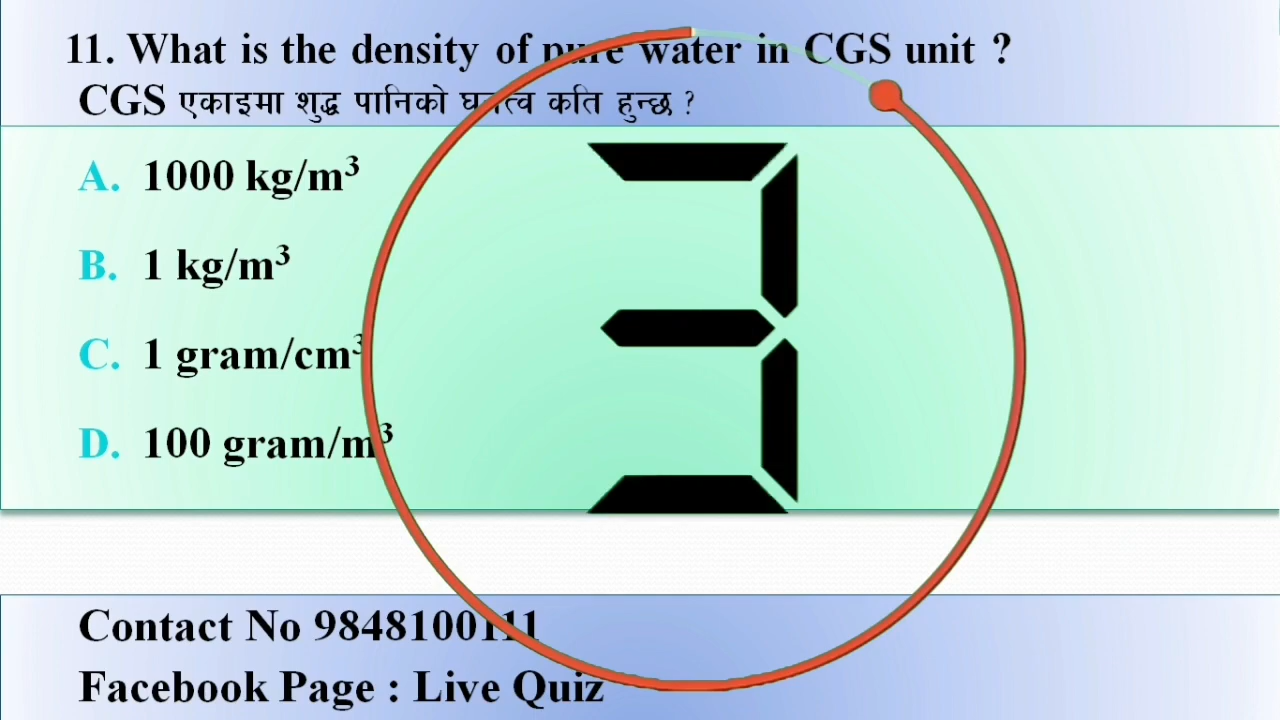 11. What is the density of pure water in CGS unit ?
CGS एकाइमा शुद्ध पानिको घनत्व कति हुन्छ ?
A. 1000 kg/m³
B. 1 kg/m³
C. 1 gram/cm³
D. 100 gram/m³
3
Contact No 9848100111
Facebook Page : Live Quiz